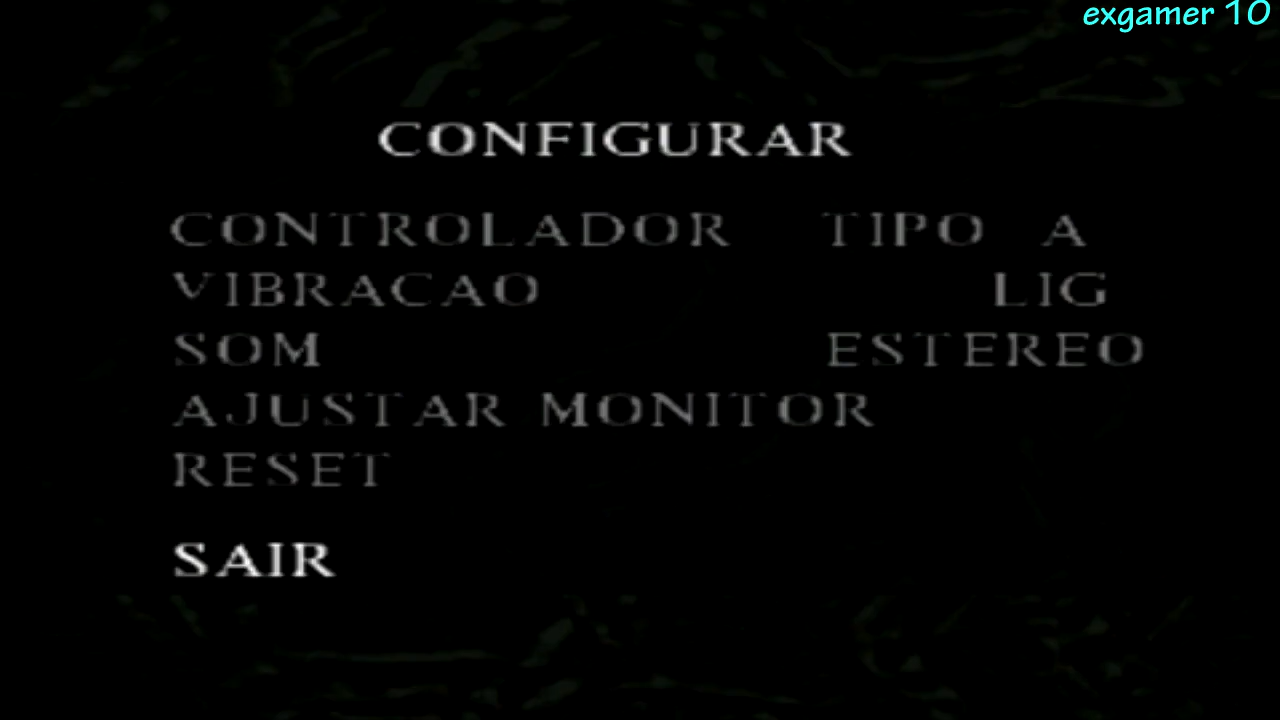 exgamer 10
CONFIGURAR
CONTROLADOR TIPO A
VIBRACAO LIG
SOM ESTEREO
AJUSTAR MONITOR
RESET
SAIR